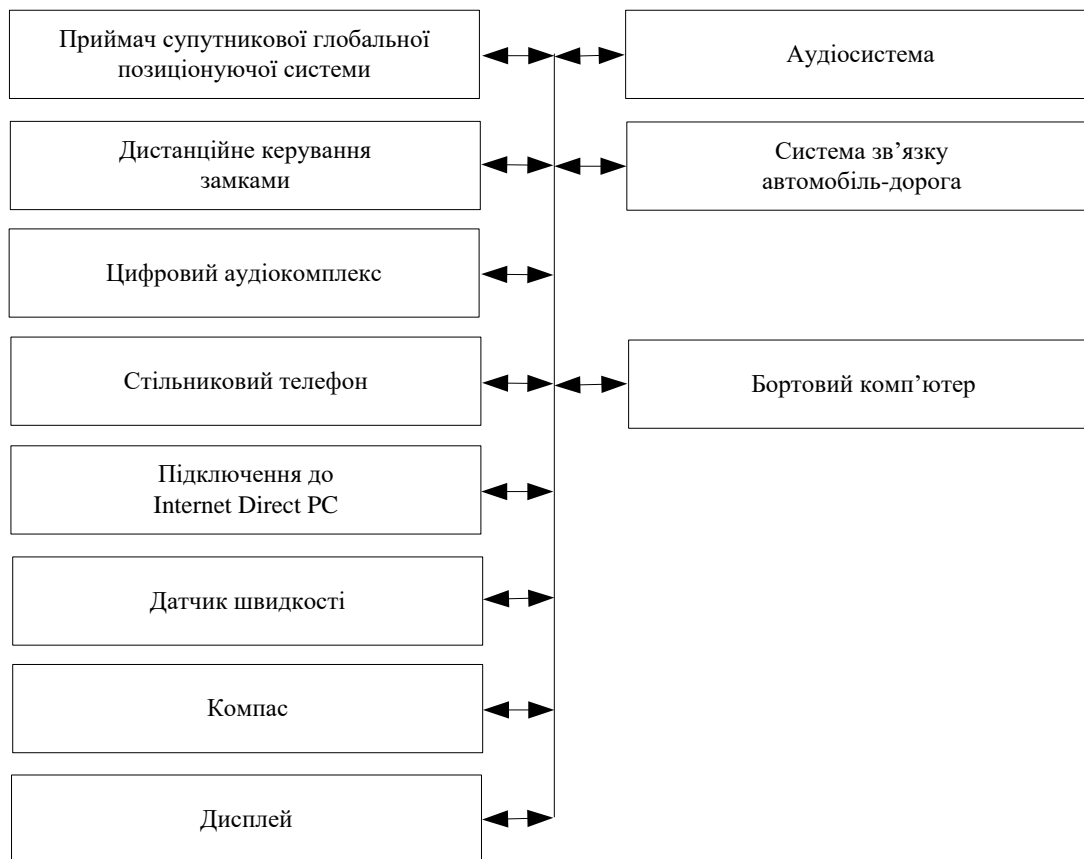 Приймач супутникової глобальної
позиціонуючої системи
Аудіосистема
Дистанційне керування
замками
Система зв’язку
автомобіль-дорога
Цифровий аудіокомплекс
Стільниковий телефон
Бортовий комп’ютер
Підключення до
Internet Direct PC
Датчик швидкості
Компас
Дисплей